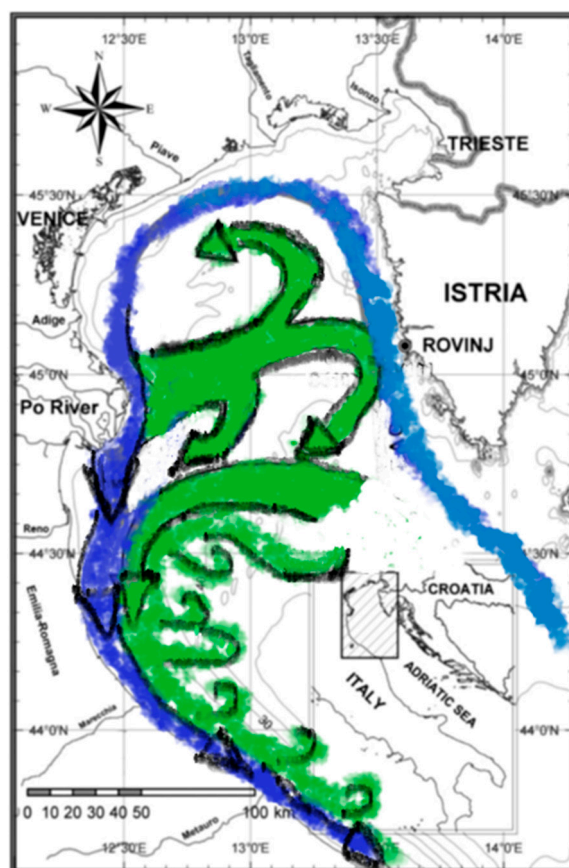 12°30'E 13°0'E 13°30'E 14°0'E
N
W E
S
Tagliamento
Isonzo
Piave
TRIESTE
45°30'N 45°30'N
VENICE
ISTRIA
Adige
ROVINJ
45°0'N 45°0'N
Po River
Reno
44°30'N 44°30'N
Emilia-Romagna
CROATIA
ADRIATIC SEA
ITALY
Marecchia
30
44°0'N 44°0'N
0 10 20 30 40 50 100 km
Metauro
12°30'E 13°0'E 13°30'E 14°0'E